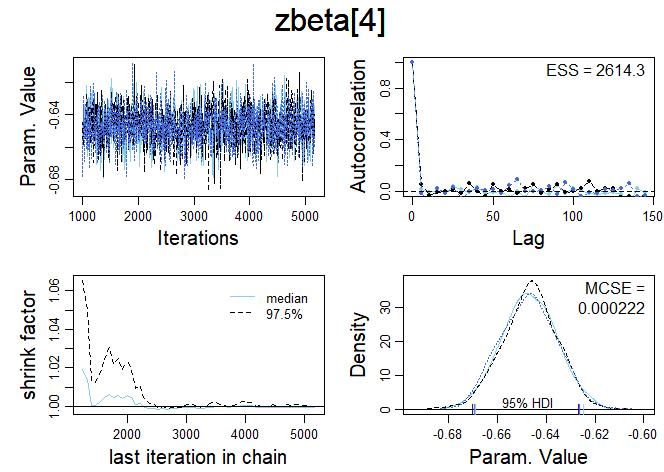 zbeta[4]
Param. Value
-0.64
-0.68
1000 2000 3000 4000 5000
Iterations
ESS = 2614.3
Autocorrelation
0.8
0.4
0.0
0 50 100 150
Lag
shrink factor
1.06
1.04
1.02
1.00
median
97.5%
2000 3000 4000 5000
last iteration in chain
MCSE =
0.000222
Density
30
20
10
0
95% HDI
-0.68 -0.66 -0.64 -0.62 -0.60
Param. Value